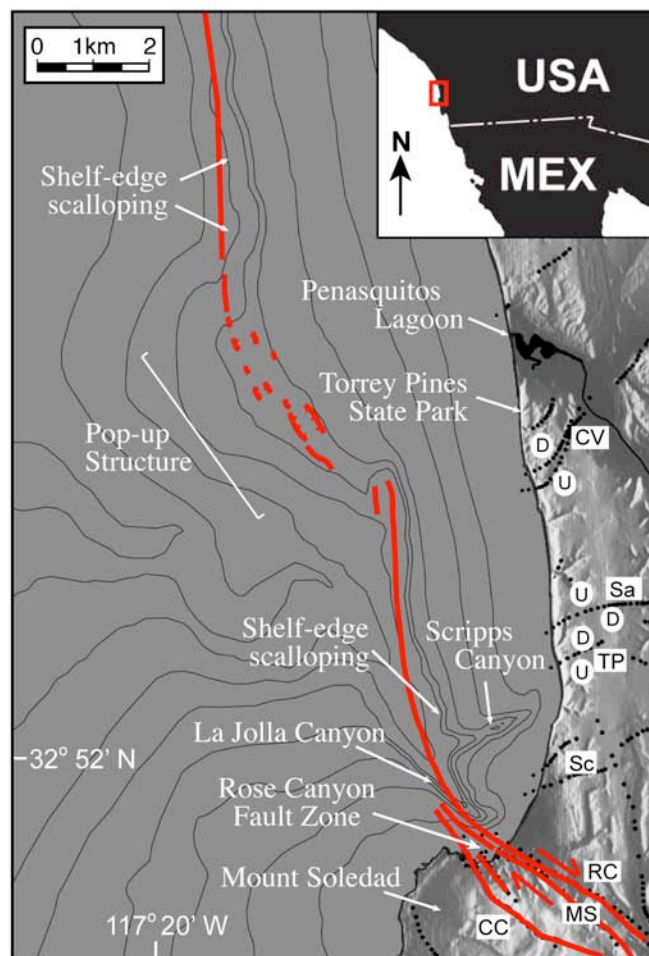 0 1km 2
USA
MEX
N
Shelf-edge
scalloping
Penasquitos
Lagoon
Torrey Pines
State Park
CV
D
U
Pop-up
Structure
U
Sa
D
D
TP
U
Shelf-edge
scalloping
Scripps
Canyon
La Jolla Canyon
32° 52' N
Sc
Rose Canyon
Fault Zone
RC
Mount Soledad
MS
CC
117° 20' W